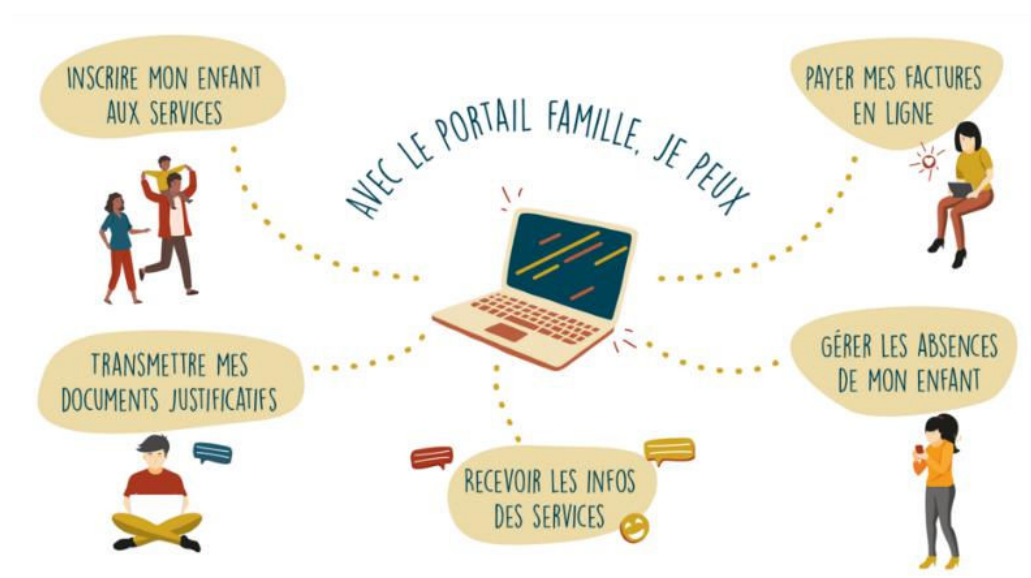 AVEC LE PORTAIL FAMILLE, JE PEUX
INSCRIRE MON ENFANT
AUX SERVICES
PAYER MES FACTURES
EN LIGNE
TRANSMETTRE MES
DOCUMENTS JUSTIFICATIFS
GÉRER LES ABSENCES
DE MON ENFANT
RECEVOIR LES INFOS
DES SERVICES